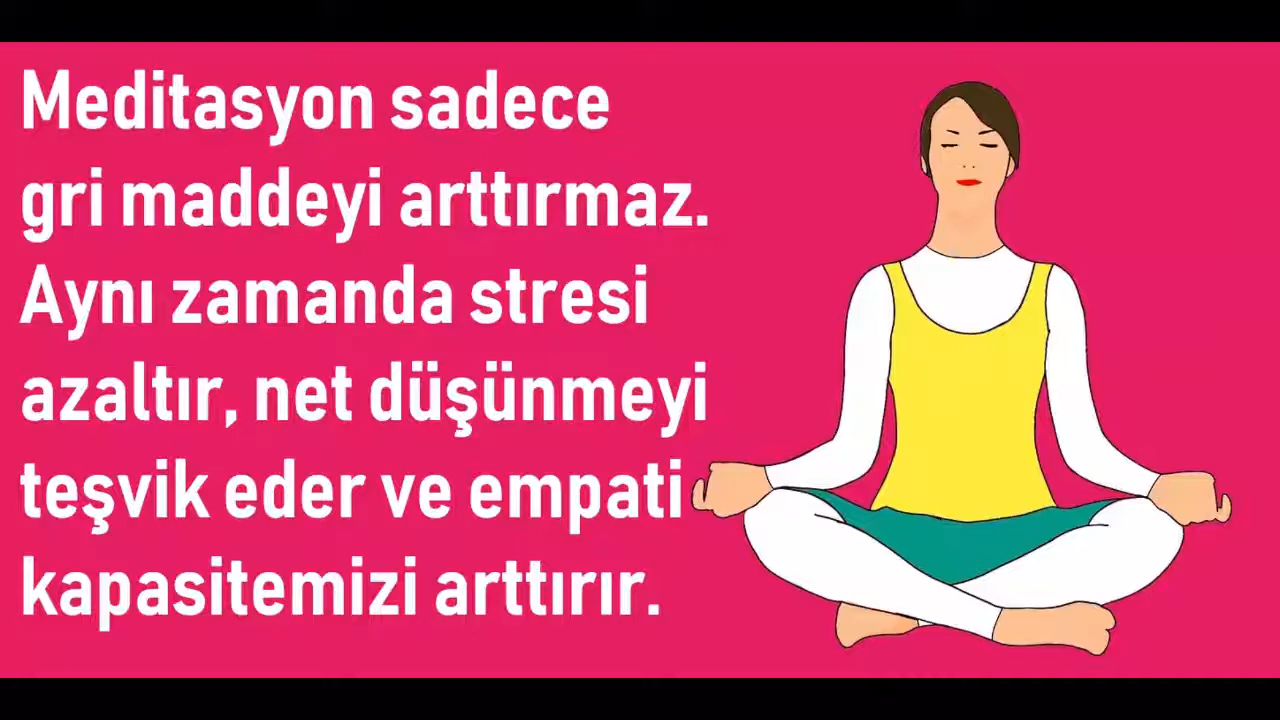 Meditasyon sadece
gri maddeyi arttırmaz.
Aynı zamanda stresi
azaltır, net düşünmeyi
teşvik eder ve empati
kapasitemizi arttırır.